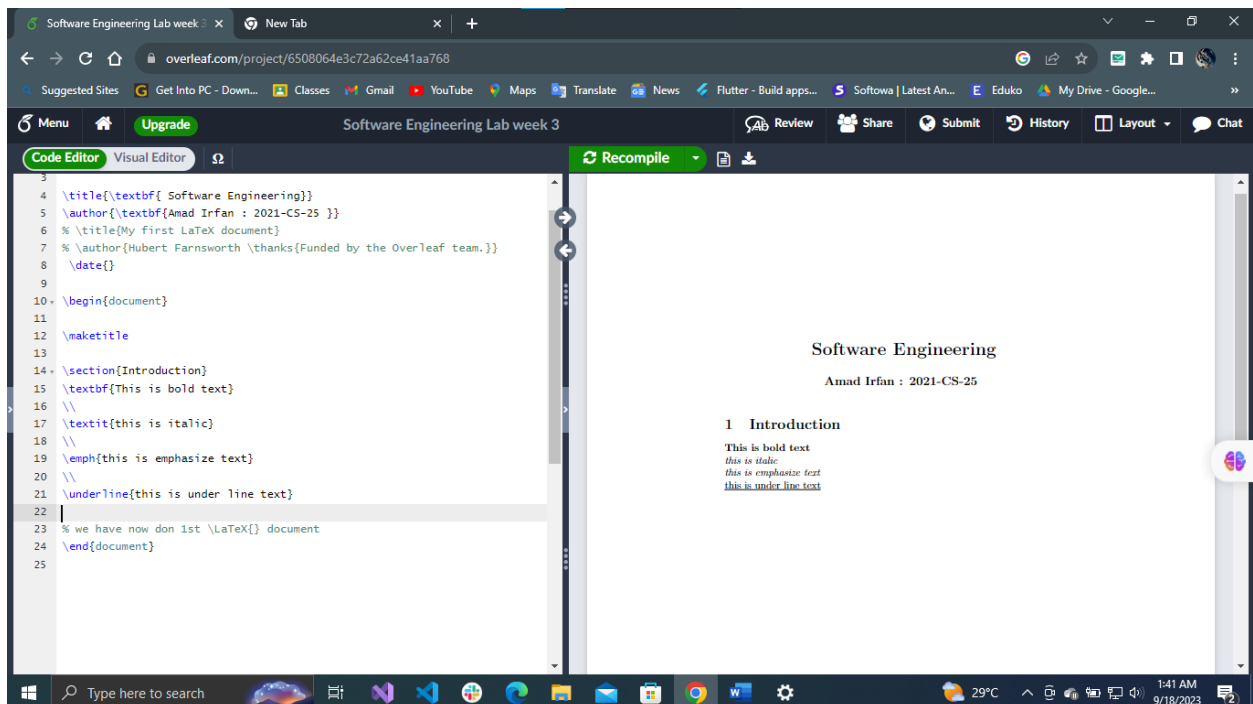 Software Engineering Lab week 3
New Tab
overleaf.com/project/6508064e3c72a62ce41aa768
Suggested Sites Get Into PC - Down... Classes Gmail YouTube Maps Translate News Flutter - Build apps... Softowa | Latest An... Eduko My Drive - Google... »
Menu Upgrade Software Engineering Lab week 3 Review Share Submit History Layout Chat
Code Editor Visual Editor Ω Recompile
3
4 \title{\textbf{ Software Engineering}}
5 \author{\textbf{Amad Irfan : 2021-CS-25 }}
6 % \title{My first LaTeX document}
7 % \author{Hubert Farnsworth \thanks{Funded by the Overleaf team.}}
8 \date{}
9
10 \begin{document}
11
12 \maketitle
13
14 \section{Introduction}
15 \textbf{This is bold text}
16 \\
17 \textit{this is italic}
18 \\
19 \emph{this is emphasize text}
20 \\
21 \underline{this is under line text}
22
23 % we have now don 1st \LaTeX{} document
24 \end{document}
25
Software Engineering
Amad Irfan : 2021-CS-25
1 Introduction
This is bold text
this is italic
this is emphasize text
this is under line text
Type here to search
29°C
1:41 AM
9/18/2023
2